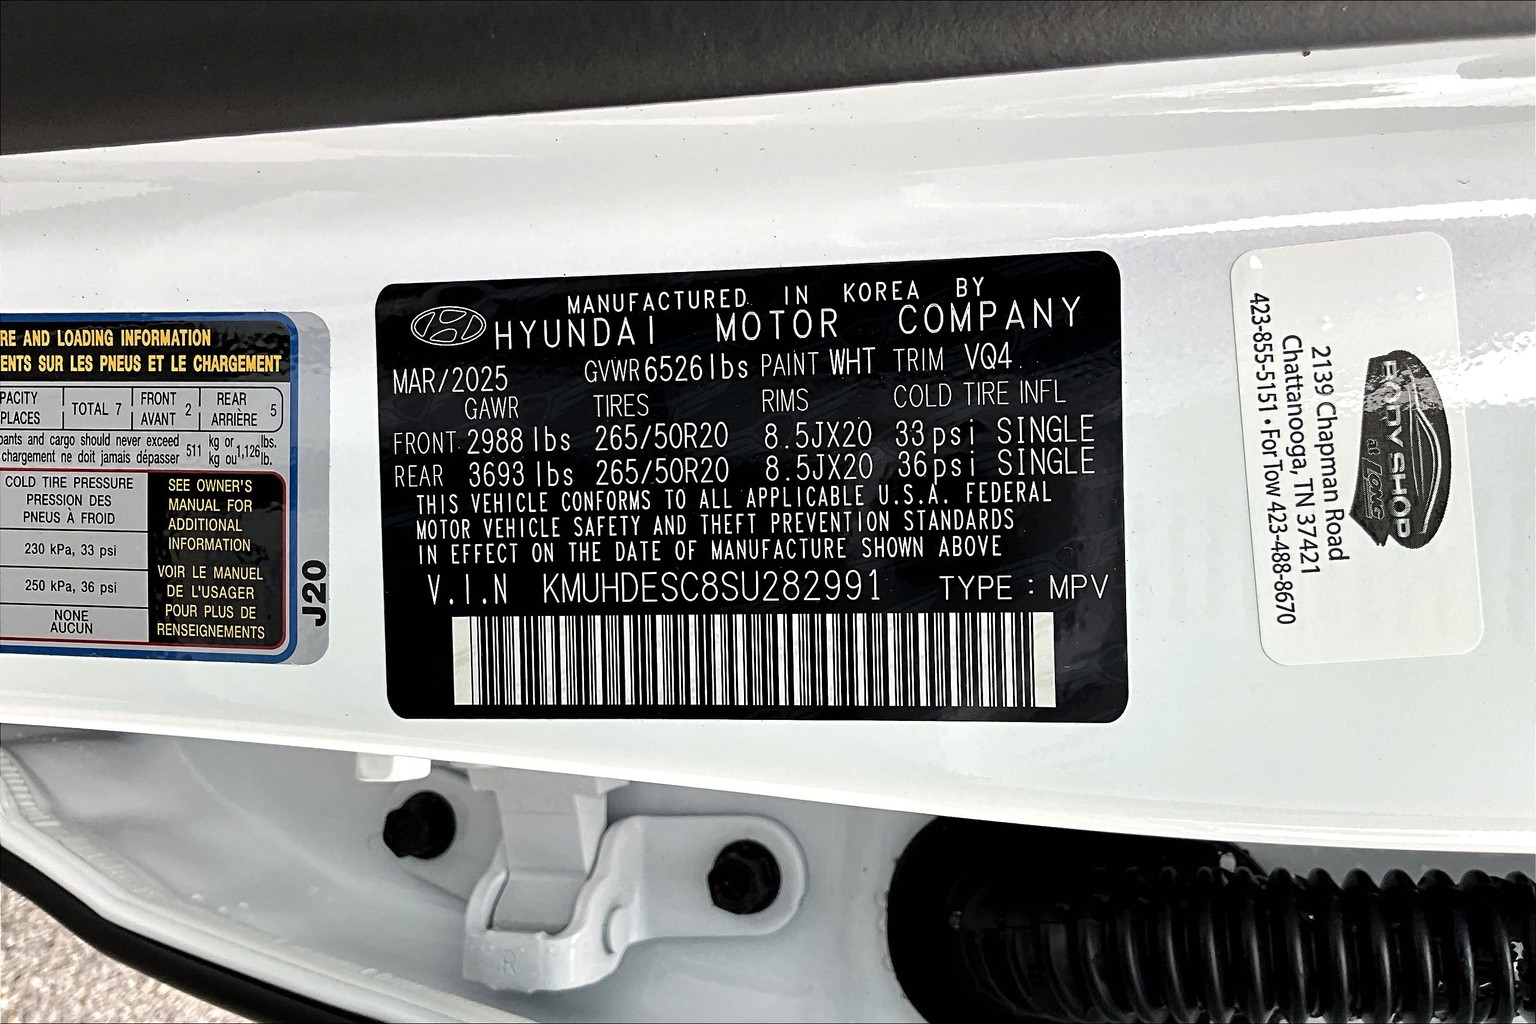 RE AND LOADING INFORMATION
ENTS SUR LES PNEUS ET LE CHARGEMENT
PACITY
PLACES
TOTAL 7
FRONT
AVANT 2
REAR
ARRIÈRE 5
pants and cargo should never exceed
chargement ne doit jamais dépasser
511 kg or 1,126 lbs.
kg ou lb.
COLD TIRE PRESSURE
PRESSION DES
PNEUS À FROID
230 kPa, 33 psi
250 kPa, 36 psi
NONE
AUCUN
SEE OWNER'S
MANUAL FOR
ADDITIONAL
INFORMATION
VOIR LE MANUEL
DE L'USAGER
POUR PLUS DE
RENSEIGNEMENTS
J20
MANUFACTURED IN KOREA BY
HYUNDAI MOTOR COMPANY
MAR/2025 GVWR 6526lbs PAINT WHT TRIM VQ4
GAWR TIRES RIMS COLD TIRE INFL
FRONT 2988 lbs 265/50R20 8.5JX20 33psi SINGLE
REAR 3693 lbs 265/50R20 8.5JX20 36psi SINGLE
THIS VEHICLE CONFORMS TO ALL APPLICABLE U.S.A. FEDERAL
MOTOR VEHICLE SAFETY AND THEFT PREVENTION STANDARDS
IN EFFECT ON THE DATE OF MANUFACTURE SHOWN ABOVE
V.I.N KMUHDESC8SU282991 TYPE : MPV
BODY SHOP
at Long
2139 Chapman Road
Chattanooga, TN 37421
423-855-5151 • For Tow 423-488-8670
R